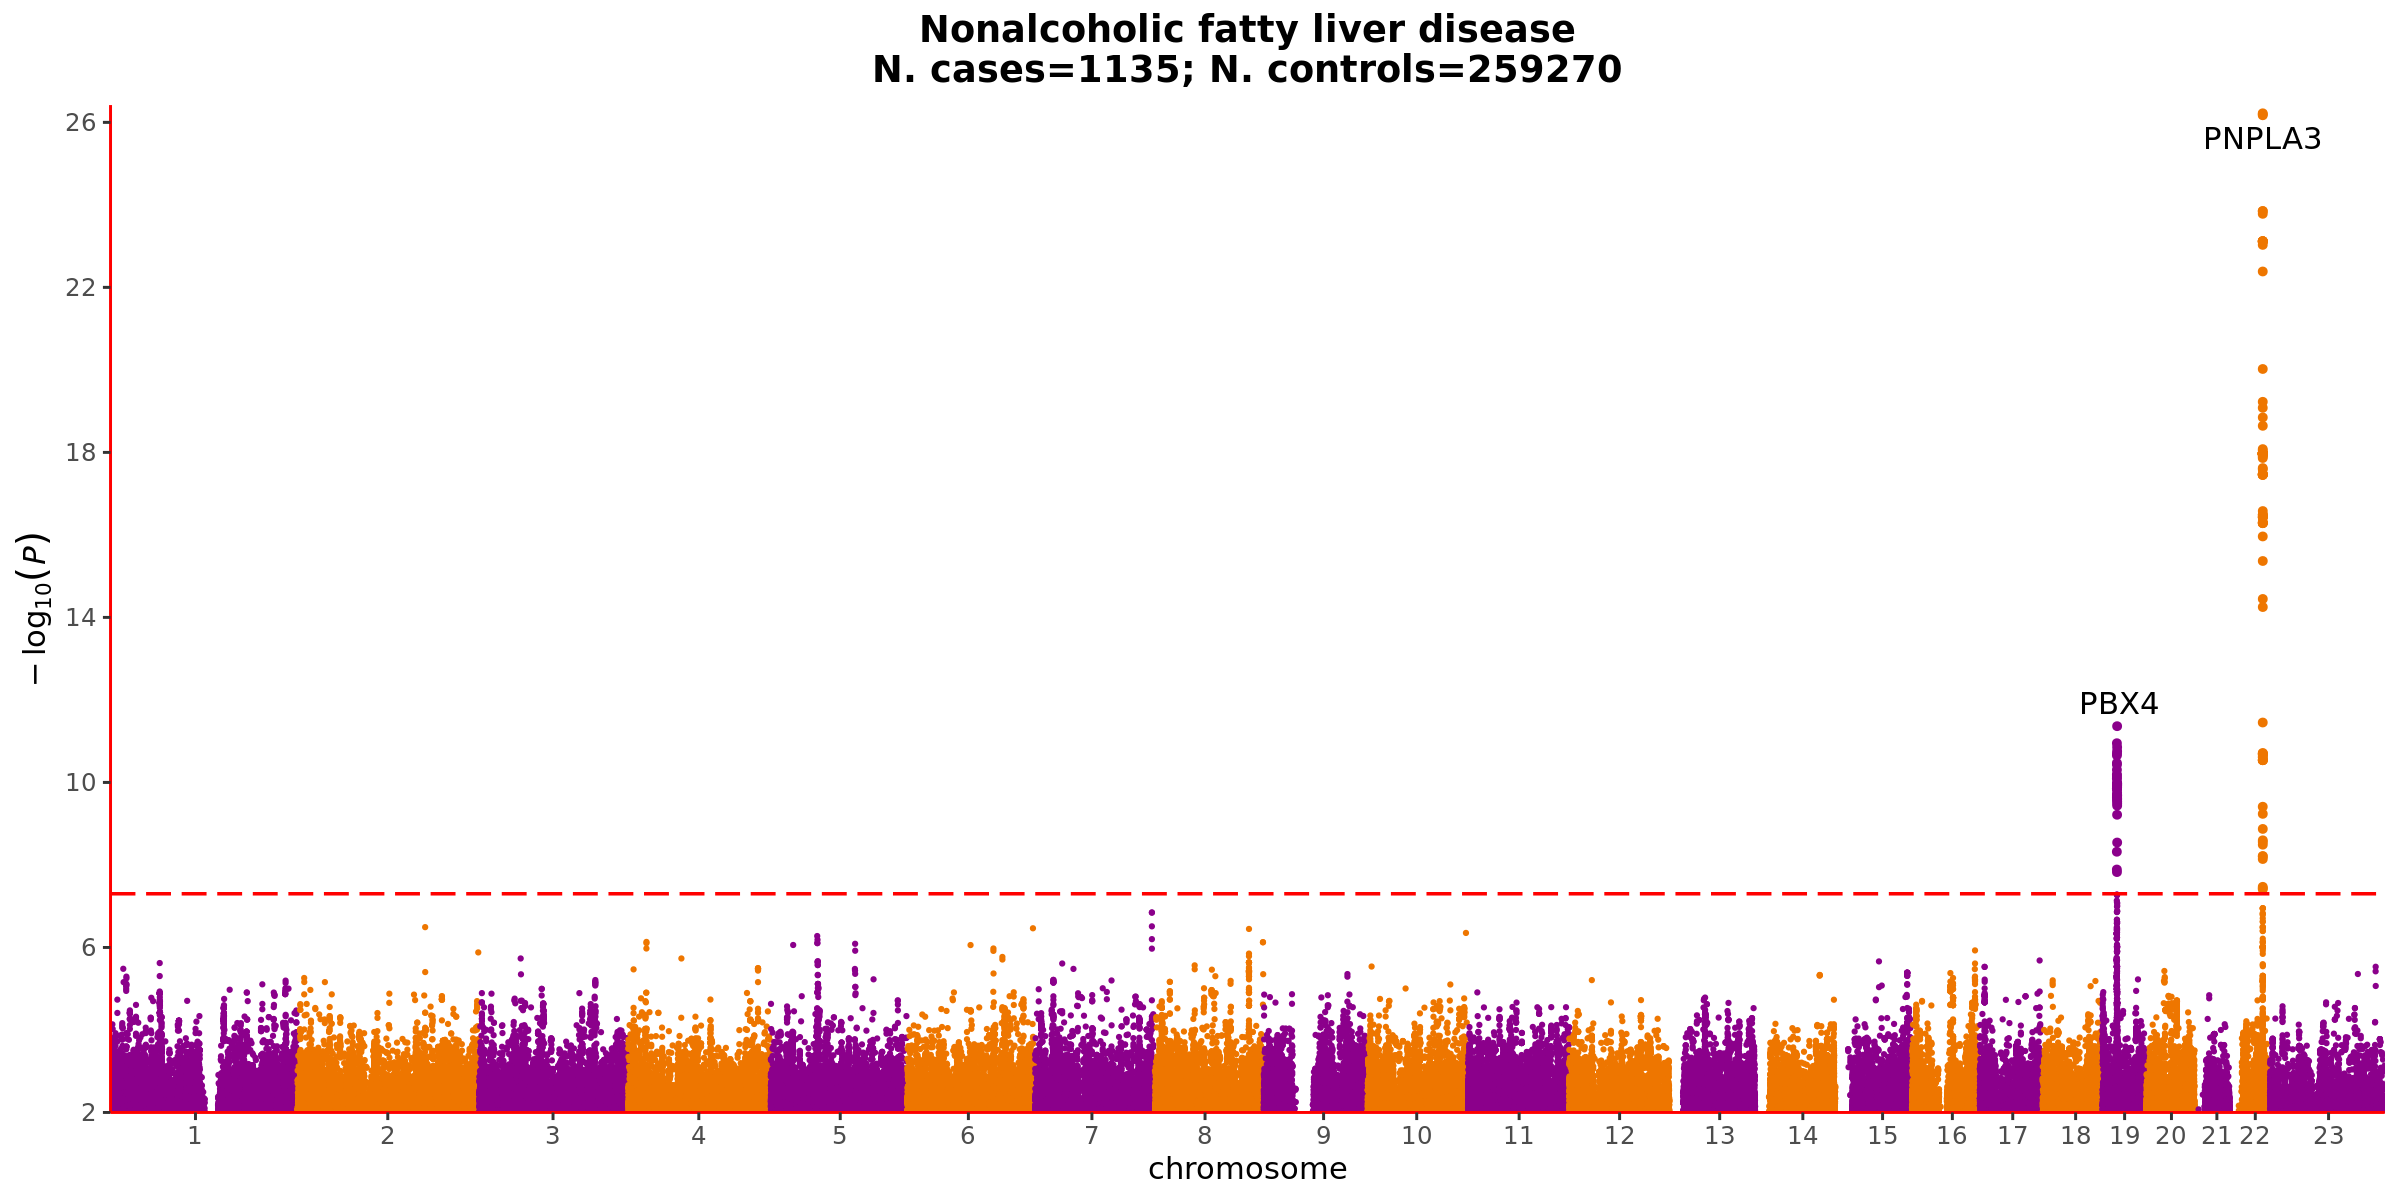 Nonalcoholic fatty liver disease
N. cases=1135; N. controls=259270
26
22
18
14
10
6
2
− log₁₀(P)
PNPLA3
PBX4
1 2 3 4 5 6 7 8 9 10 11 12 13 14 15 16 17 18 19 20 21 22 23
chromosome